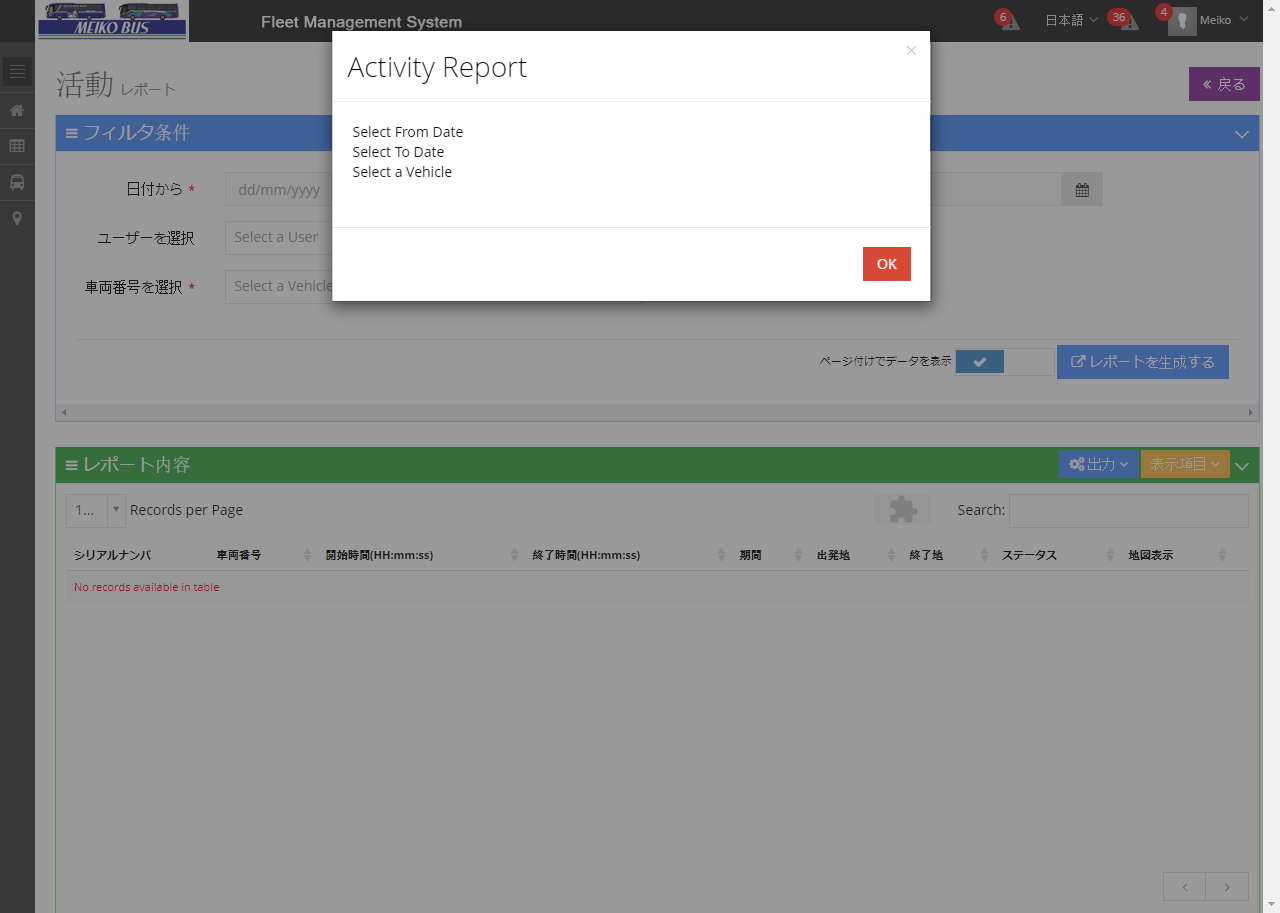 MEIKO BUS
Fleet Management System
6
日本語
36
4
Meiko
活動 レポート
戻る
Activity Report
×
Select From Date
Select To Date
Select a Vehicle
OK
フィルタ条件
日付から *
dd/mm/yyyy
ユーザーを選択
Select a User
車両番号を選択 *
Select a Vehicle
ページ付けでデータを表示
レポートを生成する
レポート内容
出力
表示項目
1... Records per Page
Search:
シリアルナンバ 車両番号 開始時間(HH:mm:ss) 終了時間(HH:mm:ss) 期間 出発地 終了地 ステータス 地図表示
No records available in table